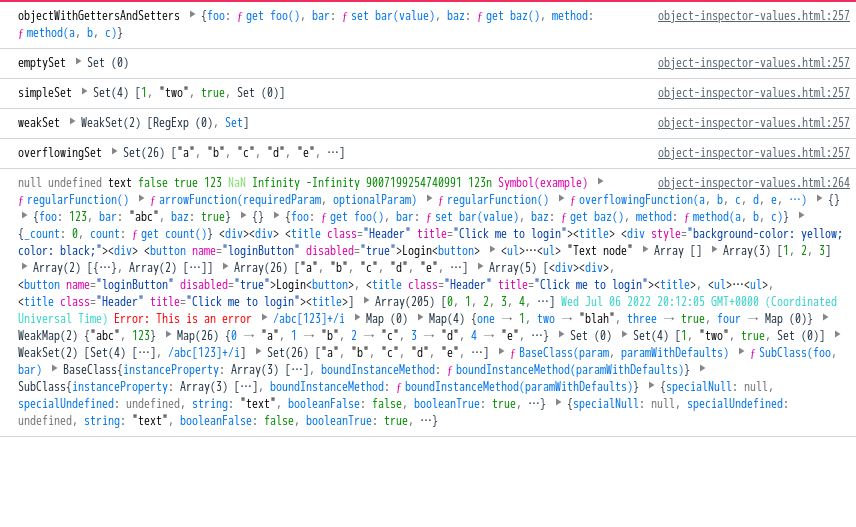 objectWithGettersAndSetters ▶ {foo: ƒ get foo(), bar: ƒ set bar(value), baz: ƒ get baz(), method: object-inspector-values.html:257
ƒ method(a, b, c)}
emptySet ▶ Set (0) object-inspector-values.html:257
simpleSet ▶ Set(4) [1, "two", true, Set (0)] object-inspector-values.html:257
weakSet ▶ WeakSet(2) [RegExp (0), Set] object-inspector-values.html:257
overflowingSet ▶ Set(26) ["a", "b", "c", "d", "e", …] object-inspector-values.html:257
null undefined text false true 123 NaN Infinity -Infinity 9007199254740991 123n Symbol(example) ▶ object-inspector-values.html:264
ƒ regularFunction() ▶ ƒ arrowFunction(requiredParam, optionalParam) ▶ ƒ regularFunction() ▶ ƒ overflowingFunction(a, b, c, d, e, …) ▶ {}
▶ {foo: 123, bar: "abc", baz: true} ▶ {} ▶ {foo: ƒ get foo(), bar: ƒ set bar(value), baz: ƒ get baz(), method: ƒ method(a, b, c)} ▶
{_count: 0, count: ƒ get count()} <div><div> <title class="Header" title="Click me to login"><title> <div style="background-color: yellow;
color: black;"><div> <button name="loginButton" disabled="true">Login<button> ▶ <ul>…<ul> "Text node" ▶ Array [] ▶ Array(3) [1, 2, 3]
▶ Array(2) [{…}, Array(2) […]] ▶ Array(26) ["a", "b", "c", "d", "e", …] ▶ Array(5) [<div><div>,
<button name="loginButton" disabled="true">Login<button>, <title class="Header" title="Click me to login"><title>, <ul>…<ul>,
<title class="Header" title="Click me to login"><title>] ▶ Array(205) [0, 1, 2, 3, 4, …] Wed Jul 06 2022 20:12:05 GMT+0000 (Coordinated
Universal Time) Error: This is an error ▶ /abc[123]+/i ▶ Map (0) ▶ Map(4) {one → 1, two → "blah", three → true, four → Map (0)} ▶
WeakMap(2) {"abc", 123} ▶ Map(26) {0 → "a", 1 → "b", 2 → "c", 3 → "d", 4 → "e", …} ▶ Set (0) ▶ Set(4) [1, "two", true, Set (0)] ▶
WeakSet(2) [Set(4) […], /abc[123]+/i] ▶ Set(26) ["a", "b", "c", "d", "e", …] ▶ ƒ BaseClass(param, paramWithDefaults) ▶ ƒ SubClass(foo,
bar) ▶ BaseClass{instanceProperty: Array(3) […], boundInstanceMethod: ƒ boundInstanceMethod(paramWithDefaults)} ▶
SubClass{instanceProperty: Array(3) […], boundInstanceMethod: ƒ boundInstanceMethod(paramWithDefaults)} ▶ {specialNull: null,
specialUndefined: undefined, string: "text", booleanFalse: false, booleanTrue: true, …} ▶ {specialNull: null, specialUndefined:
undefined, string: "text", booleanFalse: false, booleanTrue: true, …}